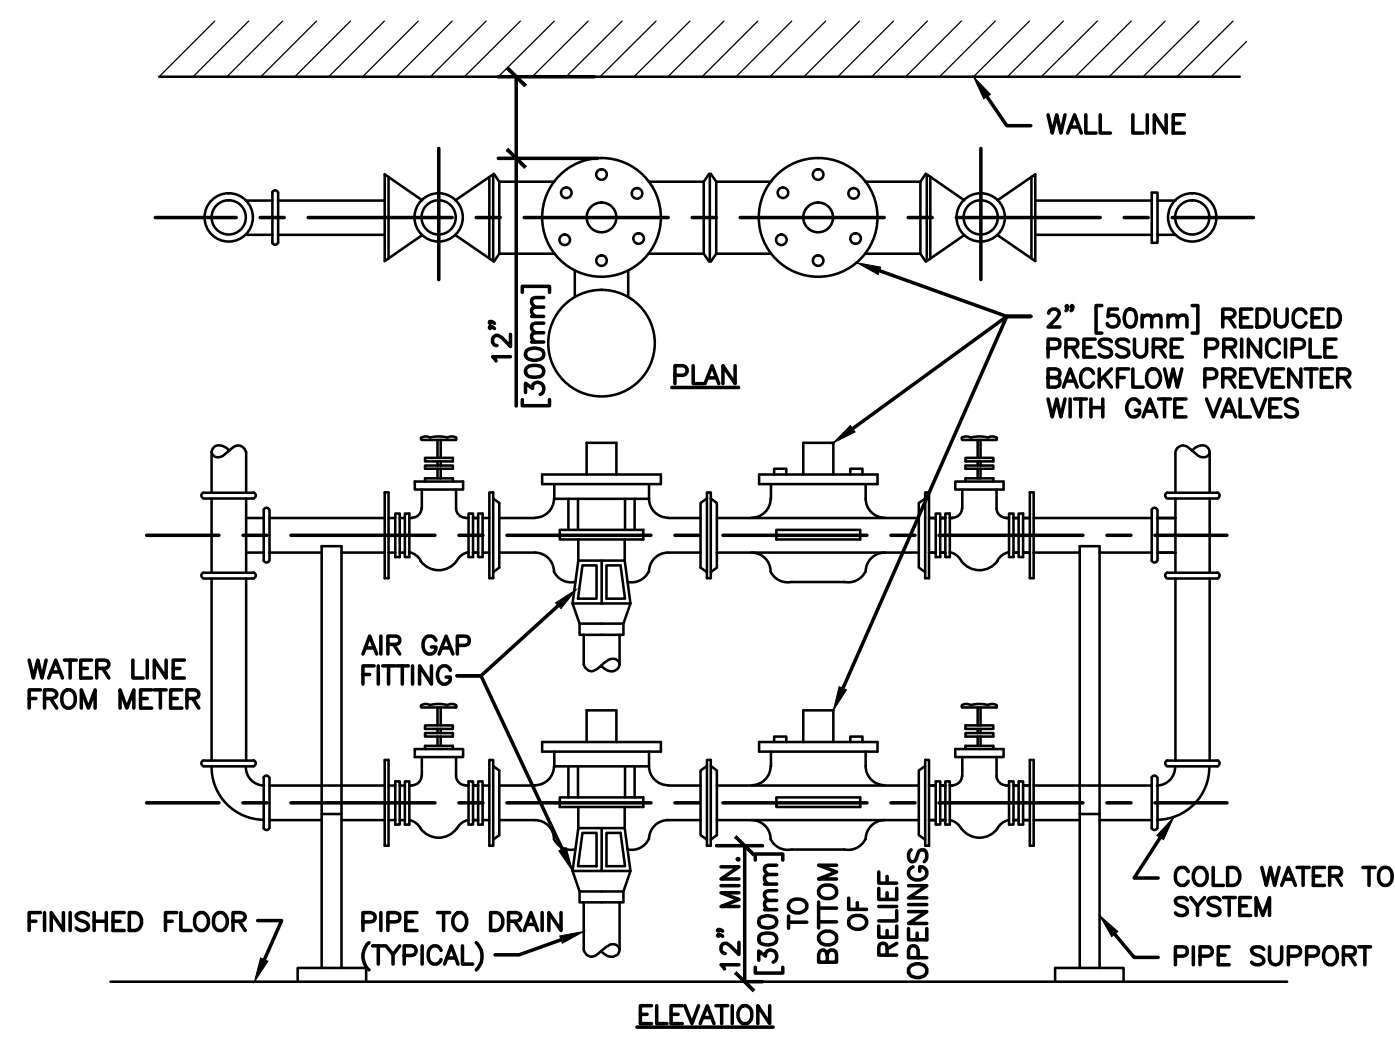 WALL LINE
12”
[300mm]
PLAN
2” [50mm] REDUCED
PRESSURE PRINCIPLE
BACKFLOW PREVENTER
WITH GATE VALVES
AIR GAP
FITTING
WATER LINE
FROM METER
FINISHED FLOOR
PIPE TO DRAIN
(TYPICAL)
12” MIN.
[300mm]
TO
BOTTOM
OF
RELIEF
OPENINGS
COLD WATER TO
SYSTEM
PIPE SUPPORT
ELEVATION